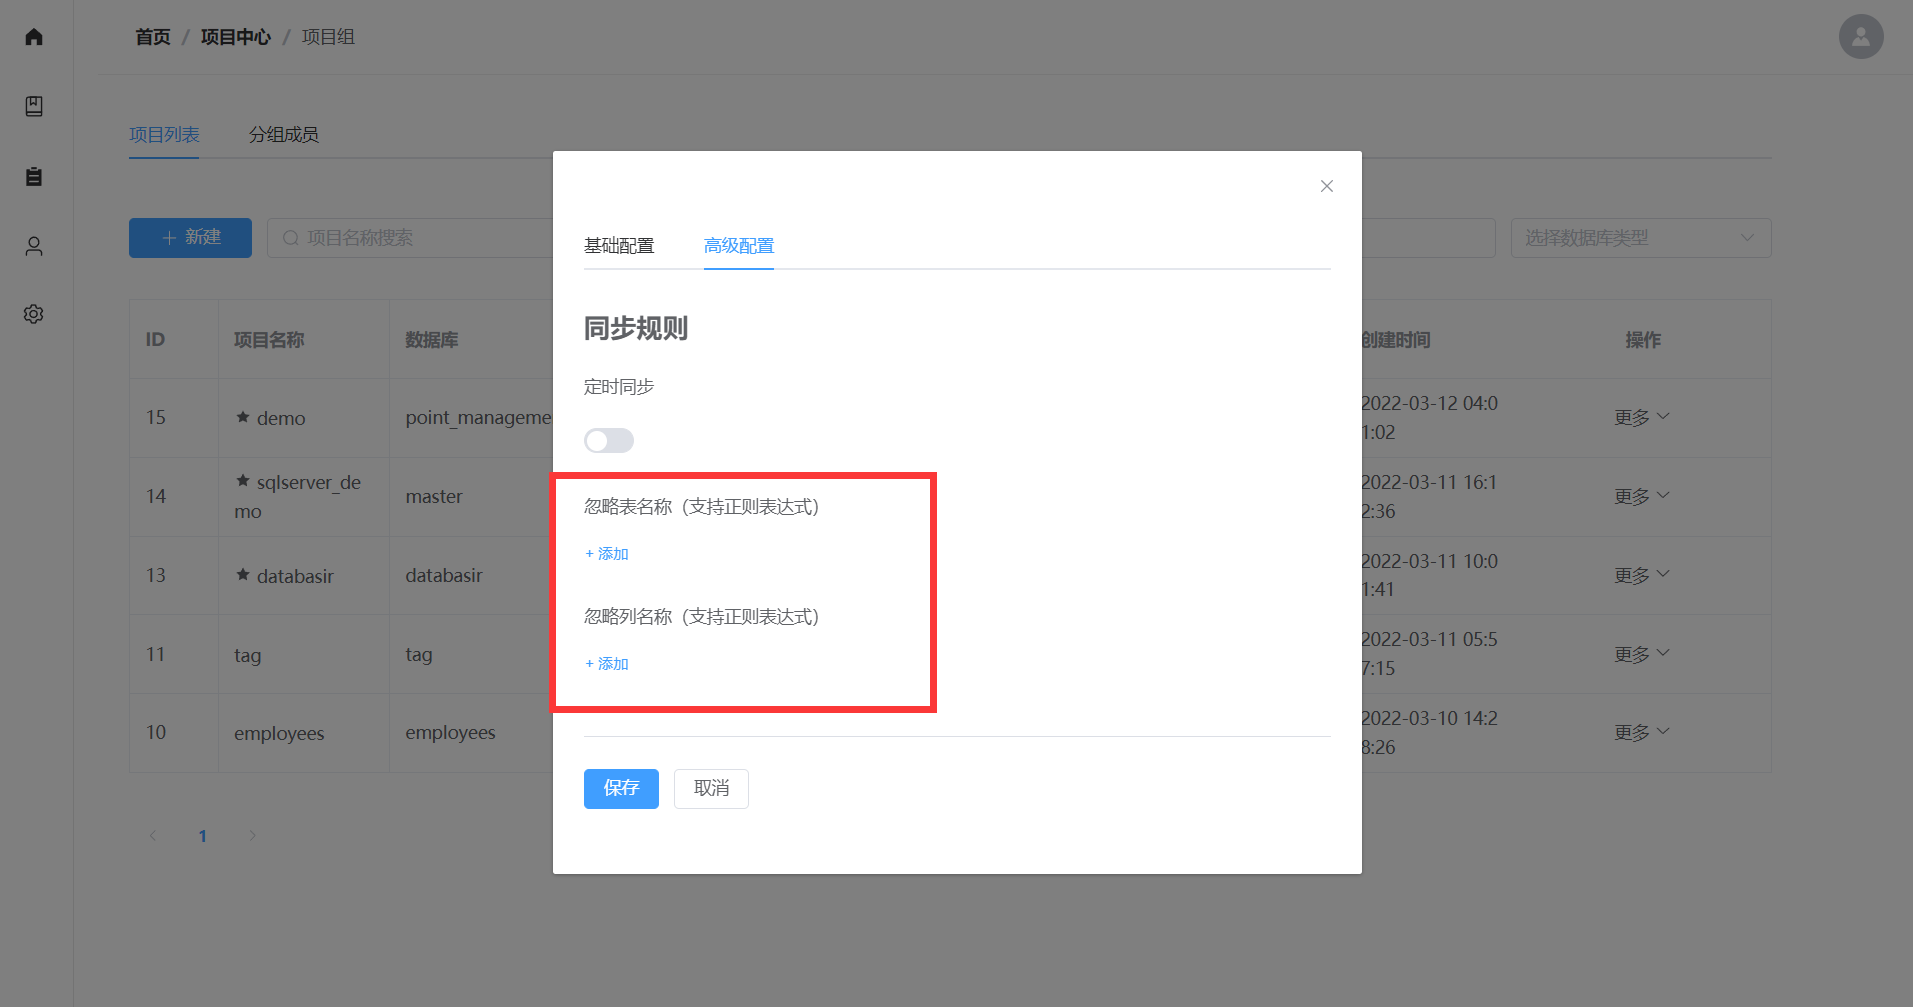 首页 / 项目中心 / 项目组
项目列表 分组成员
新建 项目名称搜索 选择数据库类型
基础配置 高级配置
同步规则
定时同步
忽略表名称（支持正则表达式）
+ 添加
忽略列名称（支持正则表达式）
+ 添加
保存 取消
ID 项目名称 数据库 创建时间 操作
15 demo point_manageme 2022-03-12 04:0
1:02 更多
14 sqlserver_de
mo master 2022-03-11 16:1
2:36 更多
13 databasir databasir 2022-03-11 10:0
1:41 更多
11 tag tag 2022-03-11 05:5
7:15 更多
10 employees employees 2022-03-10 14:2
8:26 更多
1